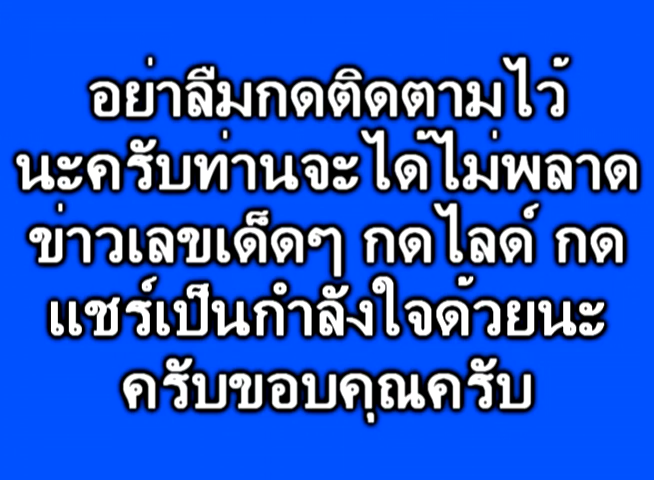 อย่าลืมกดติดตามไว้
นะครับท่านจะได้ไม่พลาด
ข่าวเลขเด็ดๆ กดไลด์ กด
แชร์เป็นกำลังใจด้วยนะ
ครับขอบคุณครับ